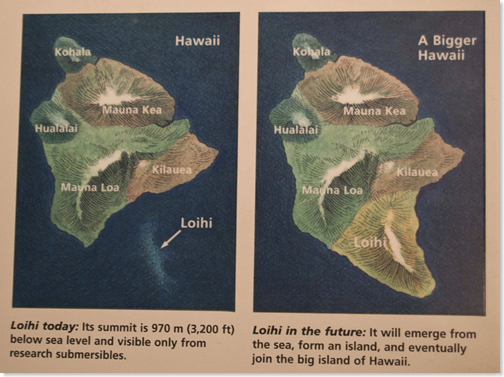 Hawaii
Kohala
Mauna Kea
Hualalai
Kilauea
Mauna Loa
Loihi
Loihi today: Its summit is 970 m (3,200 ft)
below sea level and visible only from
research submersibles.
A Bigger
Hawaii
Kohala
Mauna Kea
Hualalai
Kilauea
Mauna Loa
Loihi
Loihi in the future: It will emerge from
the sea, form an island, and eventually
join the big island of Hawaii.